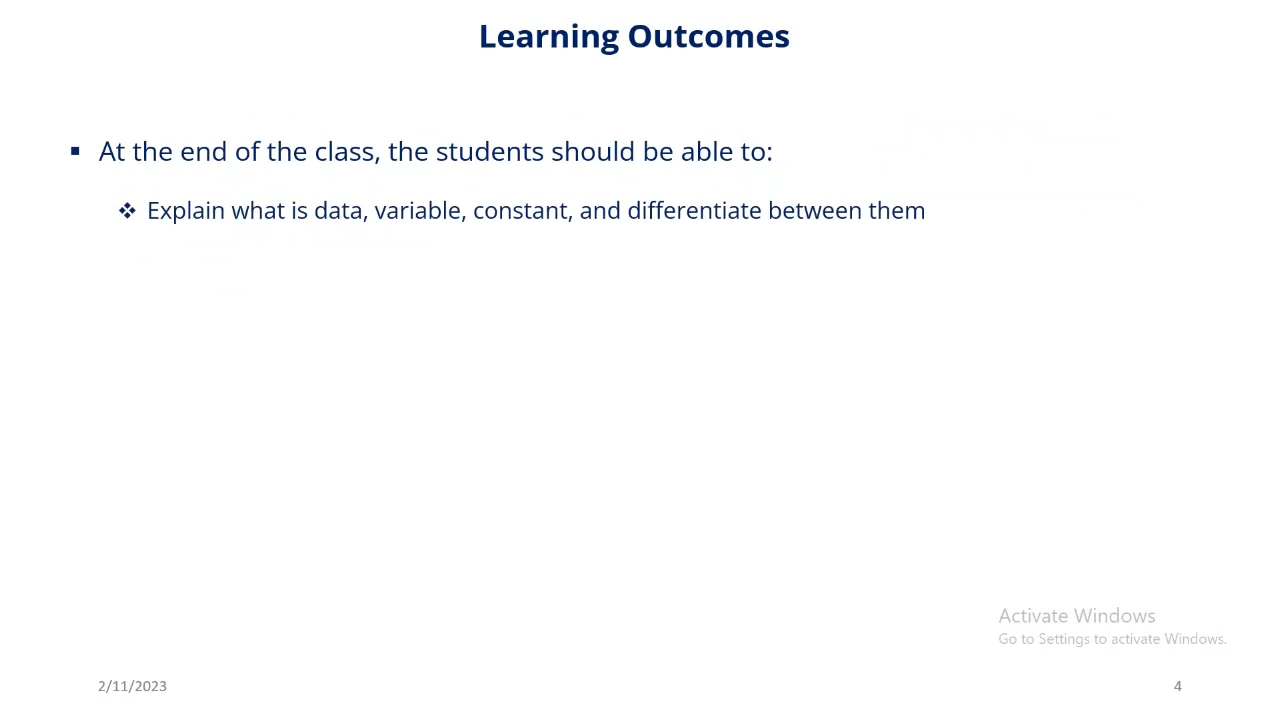 Learning Outcomes
▪ At the end of the class, the students should be able to:
❖ Explain what is data, variable, constant, and differentiate between them
Activate Windows
Go to Settings to activate Windows.
2/11/2023
4